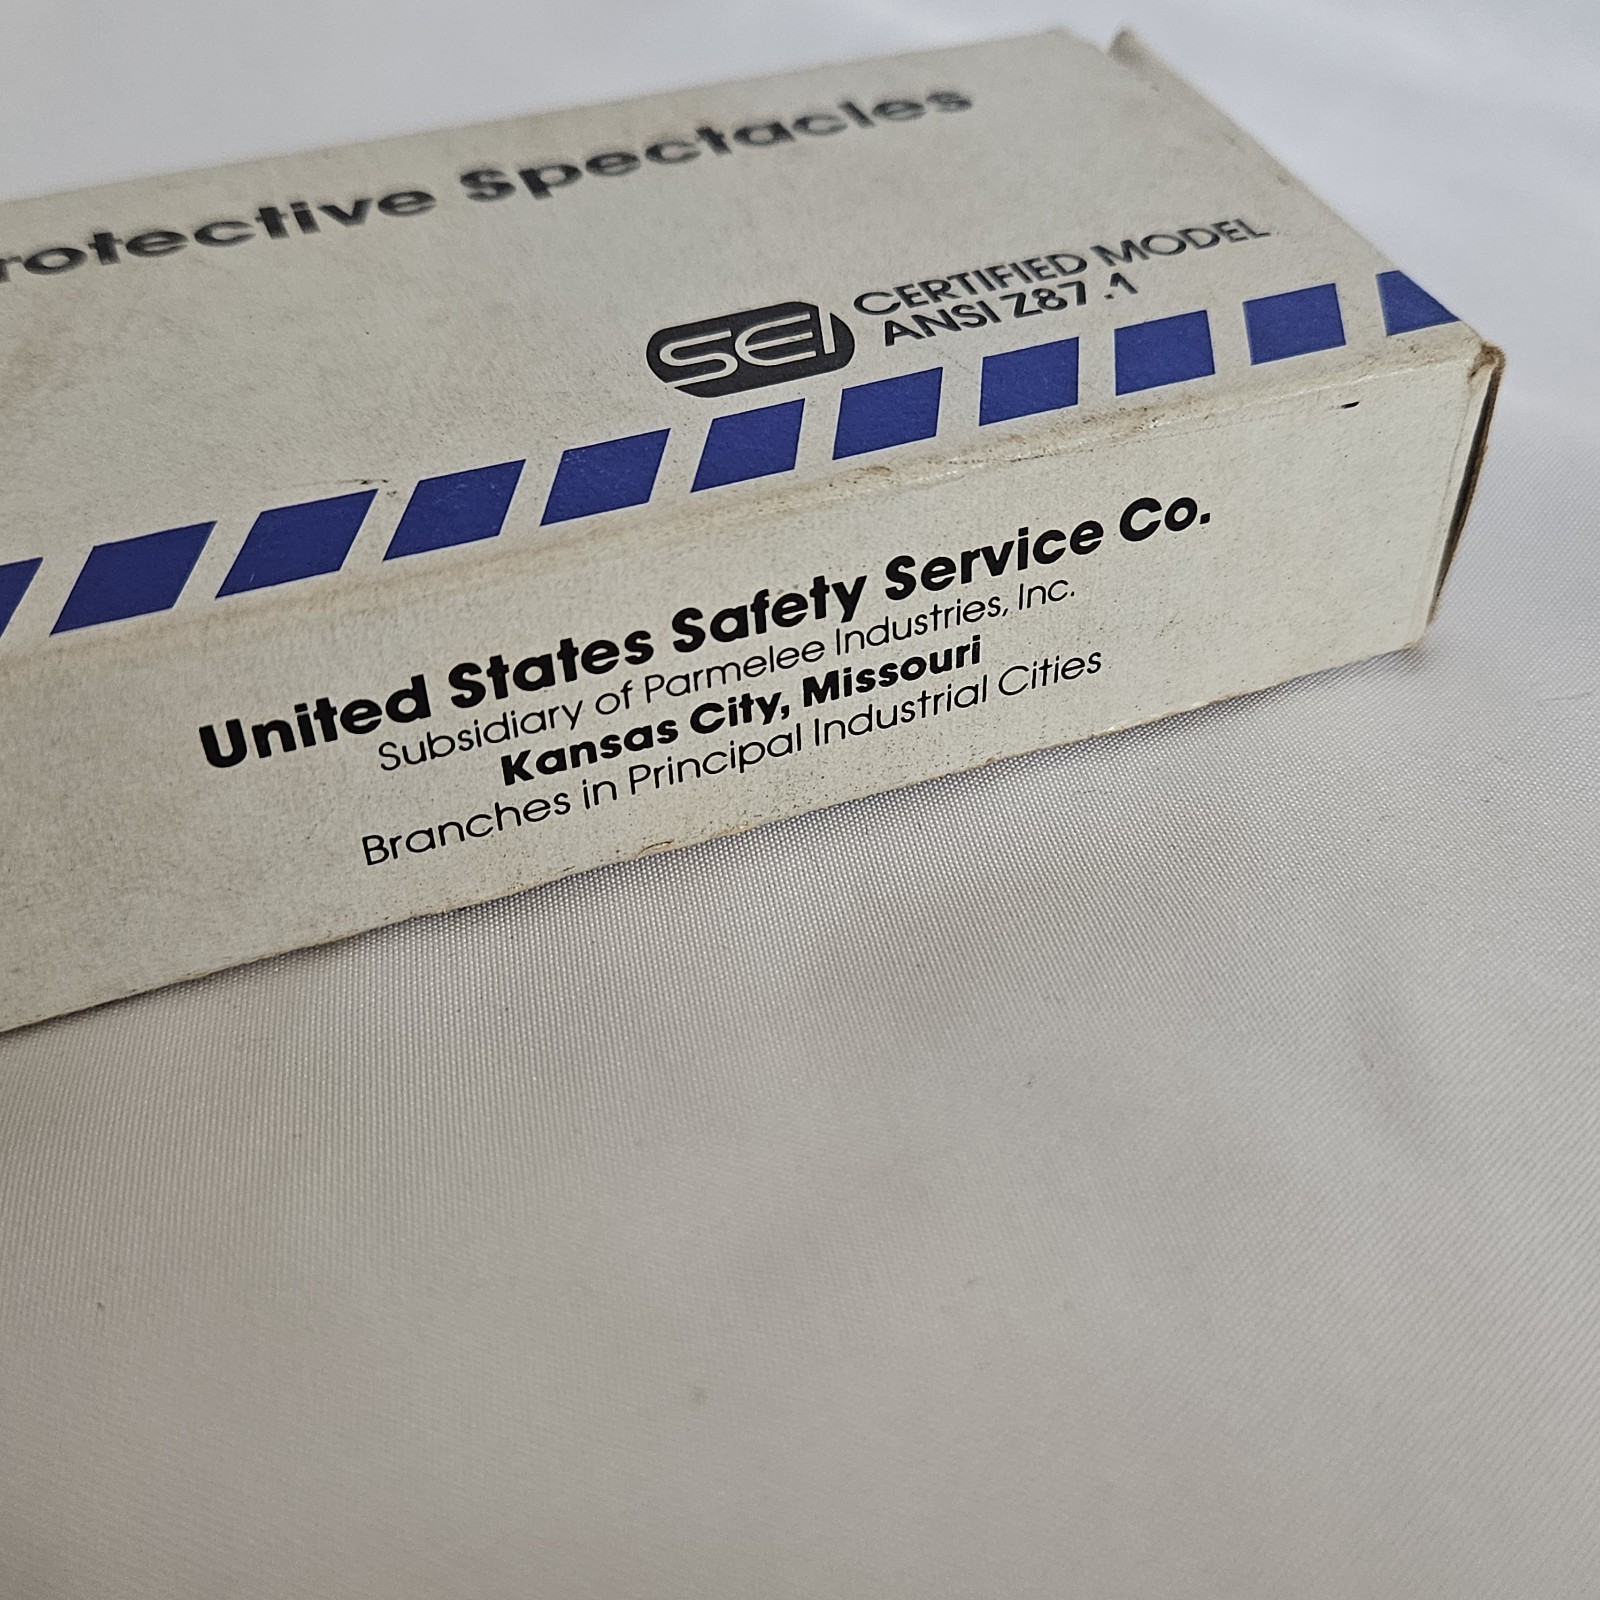 rotective Spectacles
SEI
CERTIFIED MODEL
ANSI Z87.1
United States Safety Service Co.
Subsidiary of Parmelee Industries, Inc.
Kansas City, Missouri
Branches in Principal Industrial Cities